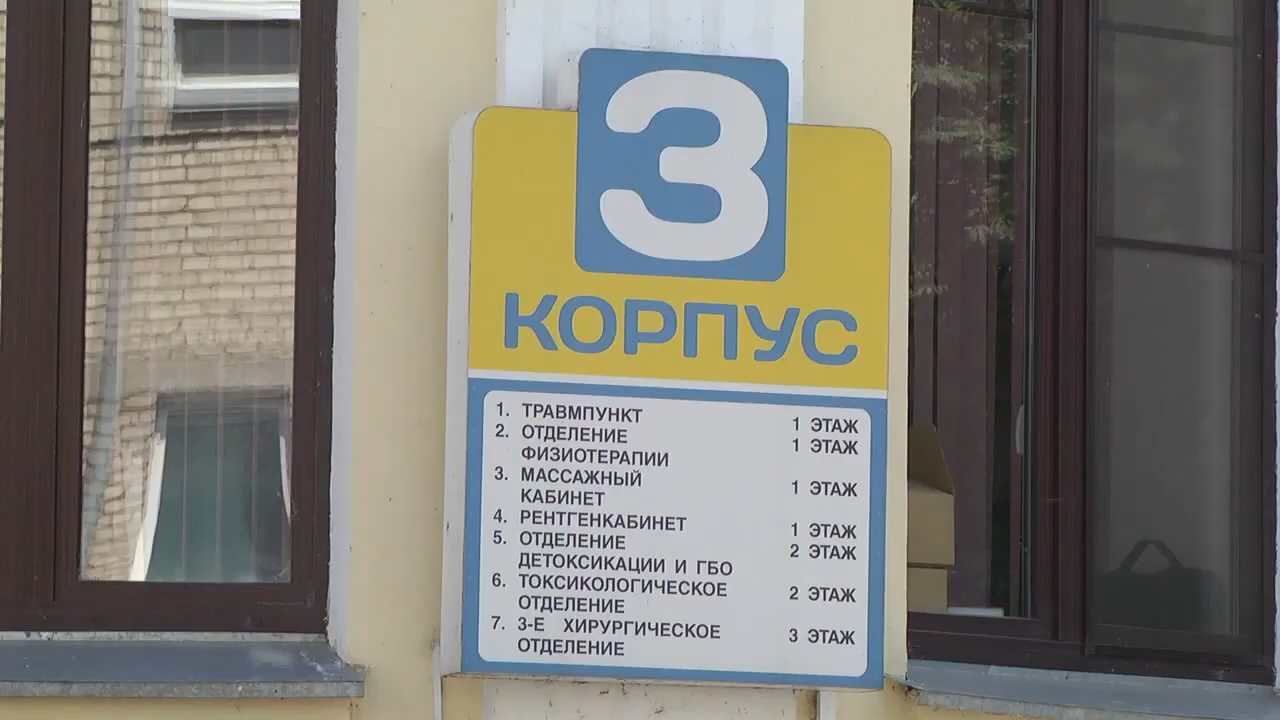 3
КОРПУС
1. ТРАВМПУНКТ 1 ЭТАЖ
2. ОТДЕЛЕНИЕ 1 ЭТАЖ
ФИЗИОТЕРАПИИ
3. МАССАЖНЫЙ 1 ЭТАЖ
КАБИНЕТ
4. РЕНТГЕНКАБИНЕТ 1 ЭТАЖ
5. ОТДЕЛЕНИЕ 2 ЭТАЖ
ДЕТОКСИКАЦИИ И ГБО
6. ТОКСИКОЛОГИЧЕСКОЕ 2 ЭТАЖ
ОТДЕЛЕНИЕ
7. 3-Е ХИРУРГИЧЕСКОЕ 3 ЭТАЖ
ОТДЕЛЕНИЕ